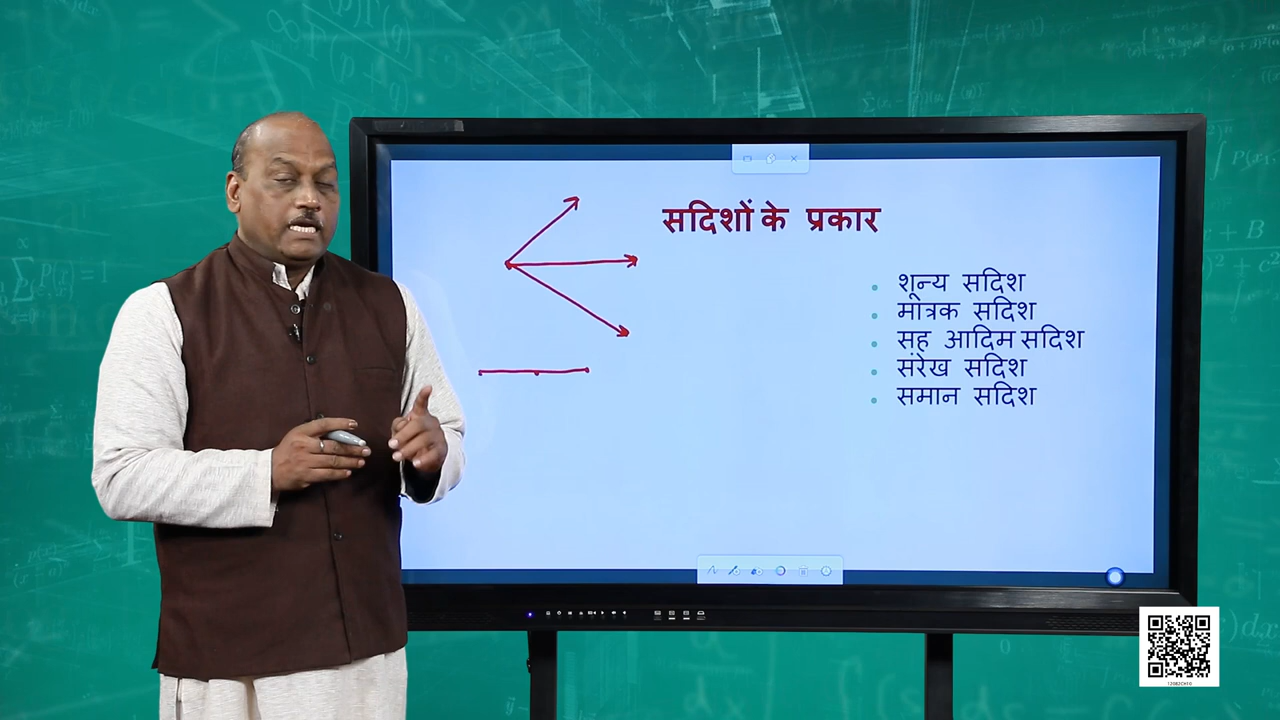 सदिशों के प्रकार
शून्य सदिश
मात्रक सदिश
सह आदिम सदिश
संरेख सदिश
समान सदिश